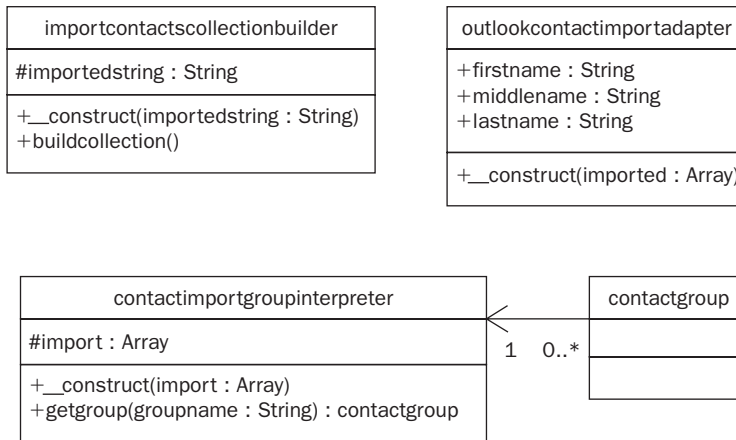 importcontactscollectionbuilder
#importedstring : String
+__construct(importedstring : String)
+buildcollection()
outlookcontactimportadapter
+firstname : String
+middlename : String
+lastname : String
+__construct(imported : Array)
contactimportgroupinterpreter
#import : Array
+__construct(import : Array)
+getgroup(groupname : String) : contactgroup
1 0..*
contactgroup